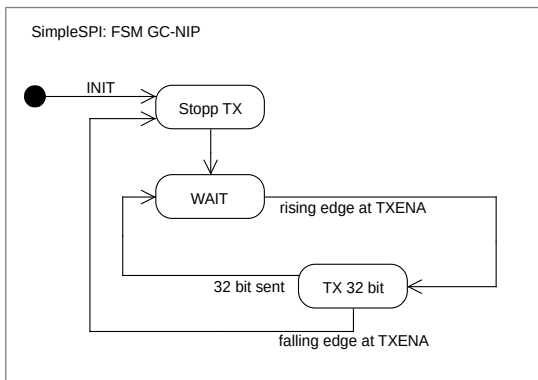 SimpleSPI: FSM GC-NIP
INIT
Stopp TX
WAIT
rising edge at TXENA
32 bit sent
TX 32 bit
falling edge at TXENA